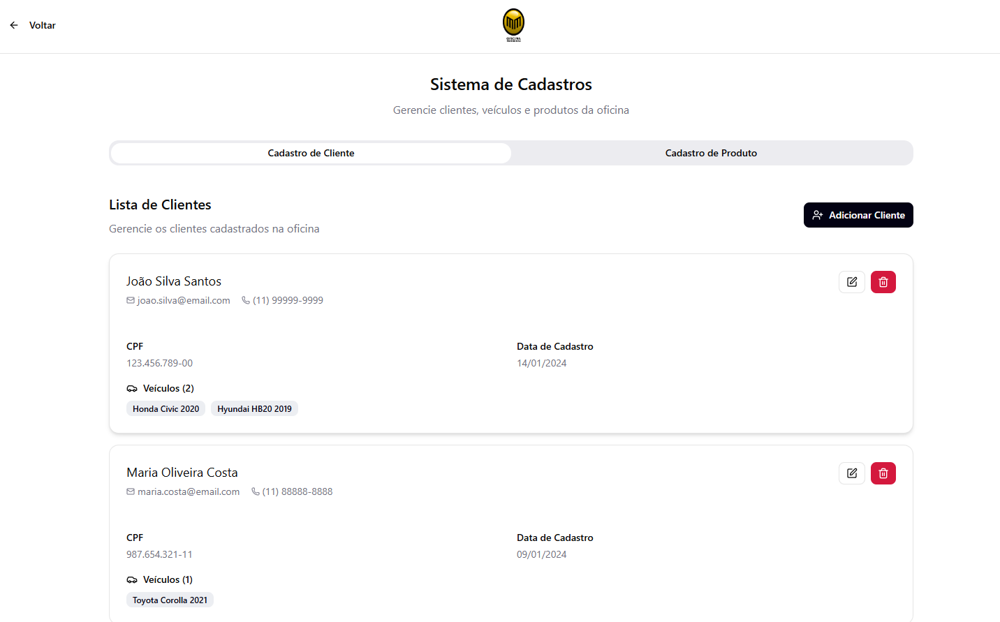 Voltar
OFICINA
Sistema de Cadastros
Gerencie clientes, veículos e produtos da oficina
Cadastro de Cliente
Cadastro de Produto
Lista de Clientes
Gerencie os clientes cadastrados na oficina
Adicionar Cliente
João Silva Santos
joao.silva@email.com (11) 99999-9999
CPF
Data de Cadastro
123.456.789-00
14/01/2024
Veículos (2)
Honda Civic 2020 Hyundai HB20 2019
Maria Oliveira Costa
maria.costa@email.com (11) 88888-8888
CPF
Data de Cadastro
987.654.321-11
09/01/2024
Veículos (1)
Toyota Corolla 2021